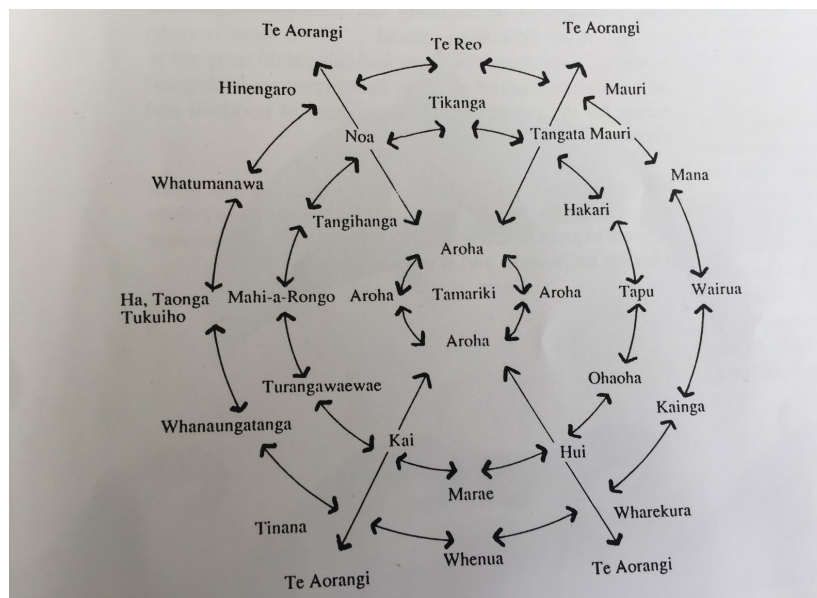 Te Aorangi
Te Reo
Te Aorangi
Hinengaro
Tikanga
Mauri
Noa
Tangata Mauri
Whatumanawa
Mana
Tangihanga
Hakari
Aroha
Ha, Taonga
Tukuiho
Mahi-a-Rongo
Aroha
Tamariki
Aroha
Tapu
Wairua
Aroha
Turangawaewae
Ohaoha
Whanaungatanga
Kainga
Kai
Hui
Marae
Tinana
Wharekura
Whenua
Te Aorangi
Te Aorangi